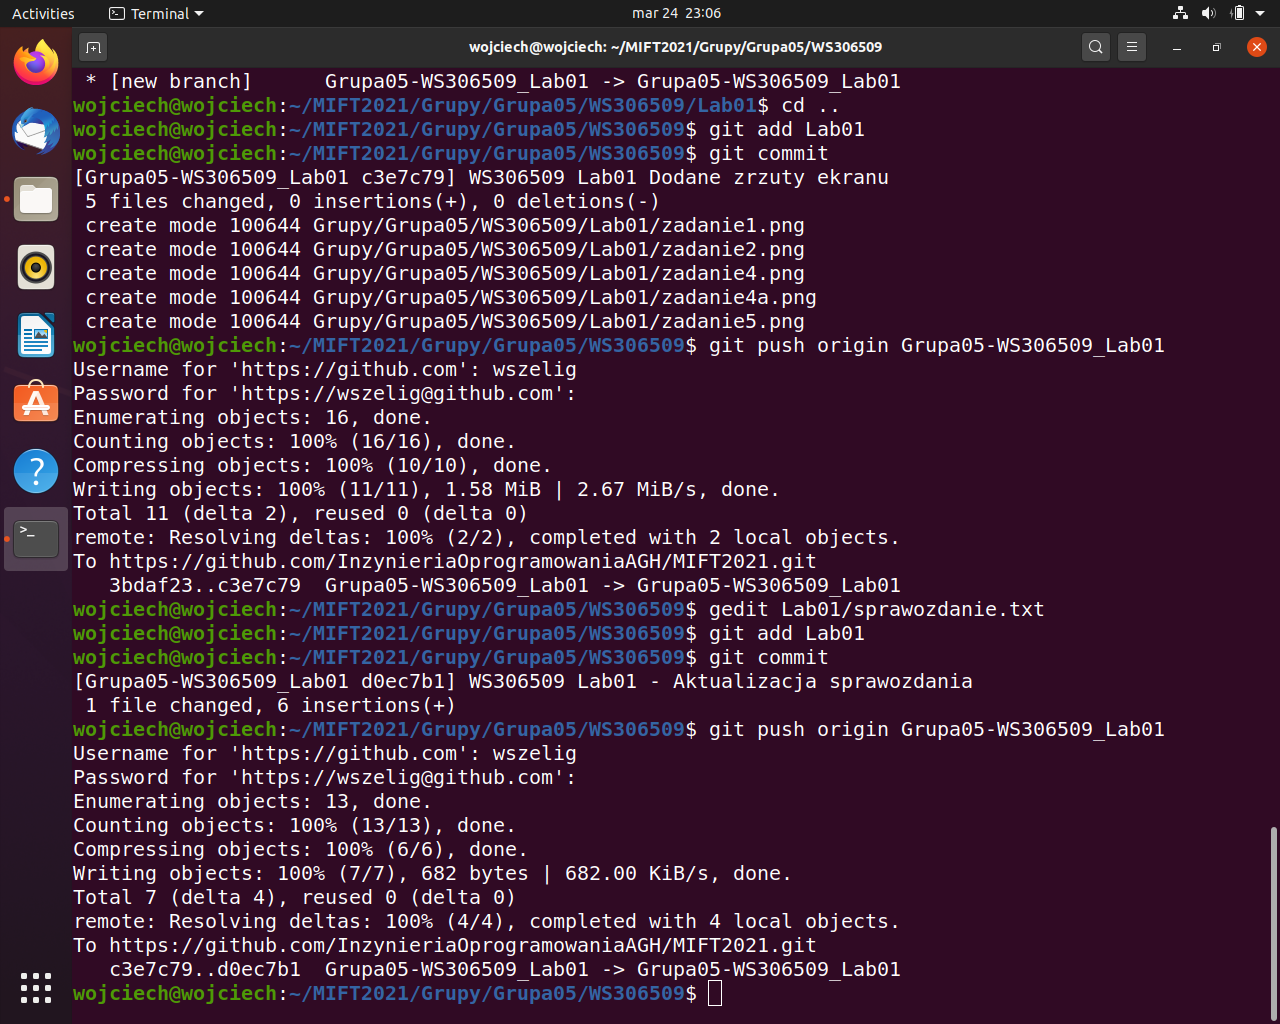 Activities Terminal mar 24 23:06
wojciech@wojciech: ~/MIFT2021/Grupy/Grupa05/WS306509
 * [new branch]      Grupa05-WS306509_Lab01 -> Grupa05-WS306509_Lab01
wojciech@wojciech:~/MIFT2021/Grupy/Grupa05/WS306509/Lab01$ cd ..
wojciech@wojciech:~/MIFT2021/Grupy/Grupa05/WS306509$ git add Lab01
wojciech@wojciech:~/MIFT2021/Grupy/Grupa05/WS306509$ git commit
[Grupa05-WS306509_Lab01 c3e7c79] WS306509 Lab01 Dodane zrzuty ekranu
 5 files changed, 0 insertions(+), 0 deletions(-)
 create mode 100644 Grupy/Grupa05/WS306509/Lab01/zadanie1.png
 create mode 100644 Grupy/Grupa05/WS306509/Lab01/zadanie2.png
 create mode 100644 Grupy/Grupa05/WS306509/Lab01/zadanie4.png
 create mode 100644 Grupy/Grupa05/WS306509/Lab01/zadanie4a.png
 create mode 100644 Grupy/Grupa05/WS306509/Lab01/zadanie5.png
wojciech@wojciech:~/MIFT2021/Grupy/Grupa05/WS306509$ git push origin Grupa05-WS306509_Lab01
Username for 'https://github.com': wszelig
Password for 'https://wszelig@github.com':
Enumerating objects: 16, done.
Counting objects: 100% (16/16), done.
Compressing objects: 100% (10/10), done.
Writing objects: 100% (11/11), 1.58 MiB | 2.67 MiB/s, done.
Total 11 (delta 2), reused 0 (delta 0)
remote: Resolving deltas: 100% (2/2), completed with 2 local objects.
To https://github.com/InzynieriaOprogramowaniaAGH/MIFT2021.git
   3bdaf23..c3e7c79  Grupa05-WS306509_Lab01 -> Grupa05-WS306509_Lab01
wojciech@wojciech:~/MIFT2021/Grupy/Grupa05/WS306509$ gedit Lab01/sprawozdanie.txt
wojciech@wojciech:~/MIFT2021/Grupy/Grupa05/WS306509$ git add Lab01
wojciech@wojciech:~/MIFT2021/Grupy/Grupa05/WS306509$ git commit
[Grupa05-WS306509_Lab01 d0ec7b1] WS306509 Lab01 - Aktualizacja sprawozdania
 1 file changed, 6 insertions(+)
wojciech@wojciech:~/MIFT2021/Grupy/Grupa05/WS306509$ git push origin Grupa05-WS306509_Lab01
Username for 'https://github.com': wszelig
Password for 'https://wszelig@github.com':
Enumerating objects: 13, done.
Counting objects: 100% (13/13), done.
Compressing objects: 100% (6/6), done.
Writing objects: 100% (7/7), 682 bytes | 682.00 KiB/s, done.
Total 7 (delta 4), reused 0 (delta 0)
remote: Resolving deltas: 100% (4/4), completed with 4 local objects.
To https://github.com/InzynieriaOprogramowaniaAGH/MIFT2021.git
   c3e7c79..d0ec7b1  Grupa05-WS306509_Lab01 -> Grupa05-WS306509_Lab01
wojciech@wojciech:~/MIFT2021/Grupy/Grupa05/WS306509$